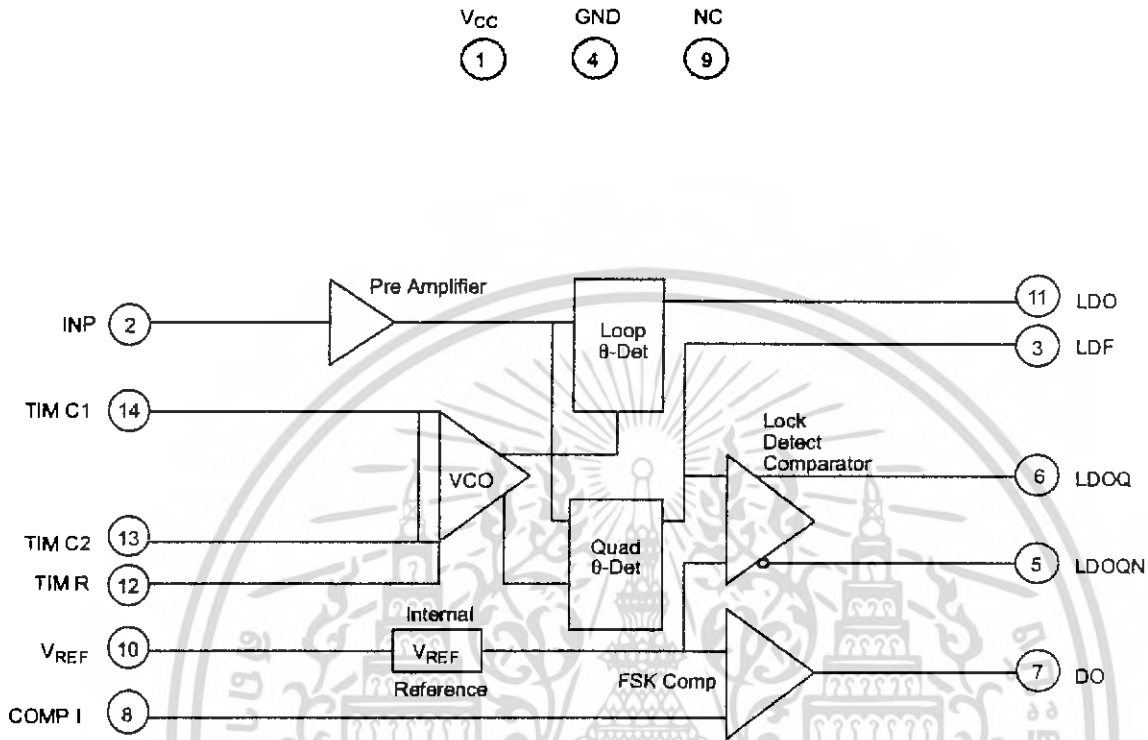 VCC GND NC
1 4 9
Pre Amplifier
INP 2
Loop
θ-Det
11 LDO
3 LDF
TIM C1 14
VCO
Lock
Detect
Comparator
6 LDOQ
TIM C2 13
TIM R 12
Quad
θ-Det
5 LDOQN
Internal
VREF 10
VREF
Reference
FSK Comp
7 DO
COMP I 8